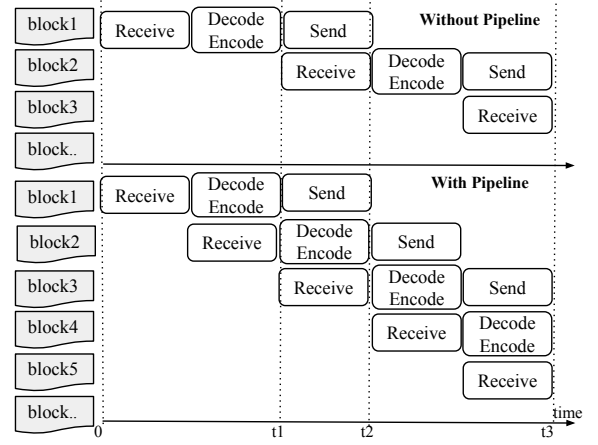 Without Pipeline
block1
Receive
Decode
Encode
Send
block2
Receive
Decode
Encode
Send
block3
Receive
block..
With Pipeline
block1
Receive
Decode
Encode
Send
block2
Receive
Decode
Encode
Send
block3
Receive
Decode
Encode
Send
block4
Receive
Decode
Encode
block5
Receive
block..
time
0
t1
t2
t3